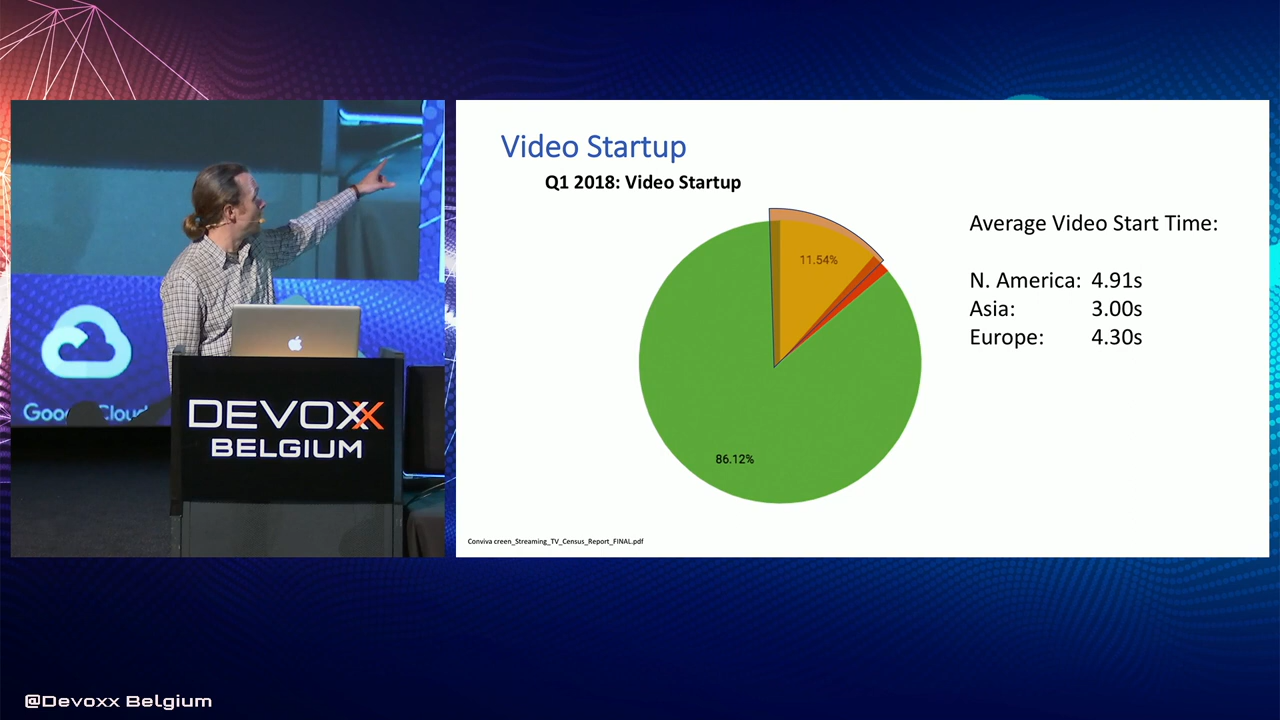 Video Startup
Q1 2018: Video Startup
11.54%
86.12%
Average Video Start Time:
N. America: 4.91s
Asia: 3.00s
Europe: 4.30s
Conviva creen_Streaming_TV_Census_Report_FINAL.pdf
Cloud
DEVOXX
BELGIUM
@Devoxx Belgium